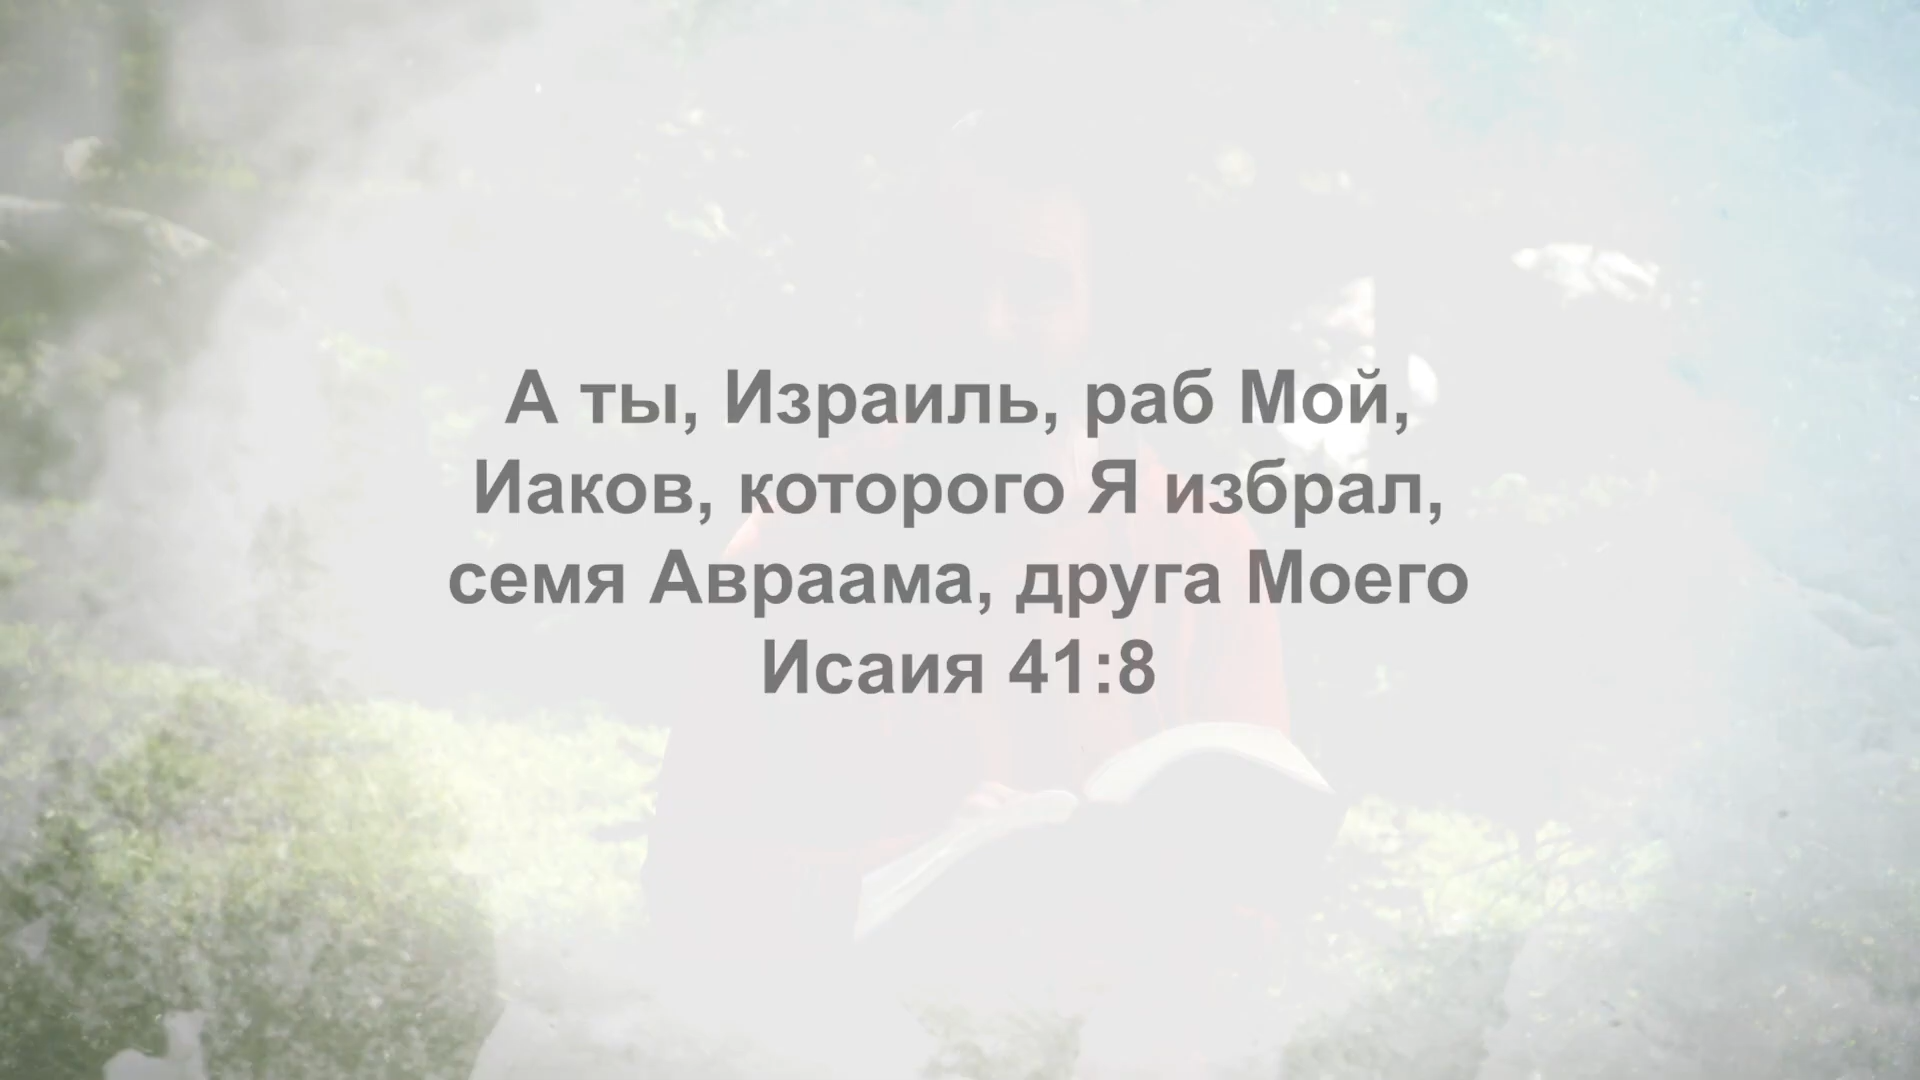 А ты, Израиль, раб Мой,
Иаков, которого Я избрал,
семя Авраама, друга Моего
Исаия 41:8